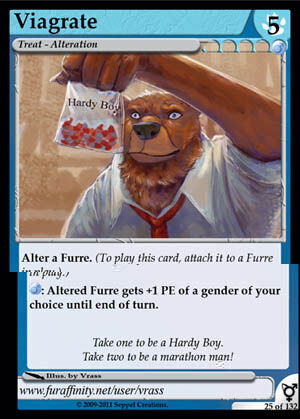 Viagrate
5
Treat - Alteration
Hardy Boy
Alter a Furre. (To play this card, attach it to a Furre
: Altered Furre gets +1 PE of a gender of your
choice until end of turn.
Take one to be a Hardy Boy.
Take two to be a marathon man!
Illus. by Vrass
www.furaffinity.net/user/vrass
© 2009-2011 Seppel Creations.
25 of 132